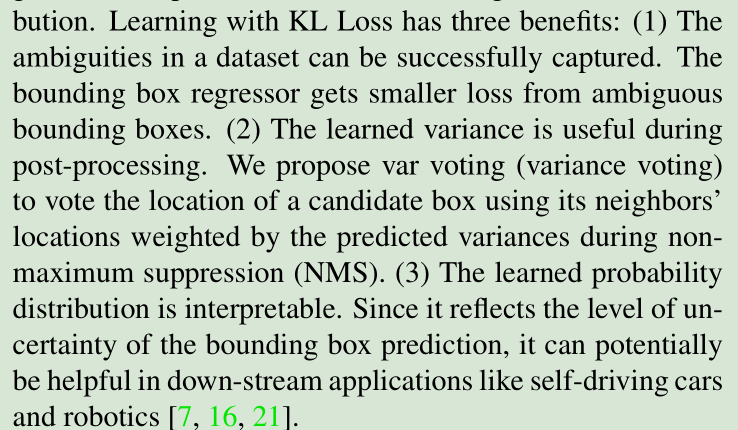 bution. Learning with KL Loss has three benefits: (1) The
ambiguities in a dataset can be successfully captured. The
bounding box regressor gets smaller loss from ambiguous
bounding boxes. (2) The learned variance is useful during
post-processing. We propose var voting (variance voting)
to vote the location of a candidate box using its neighbors’
locations weighted by the predicted variances during non-
maximum suppression (NMS). (3) The learned probability
distribution is interpretable. Since it reflects the level of un-
certainty of the bounding box prediction, it can potentially
be helpful in down-stream applications like self-driving cars
and robotics [7, 16, 21].